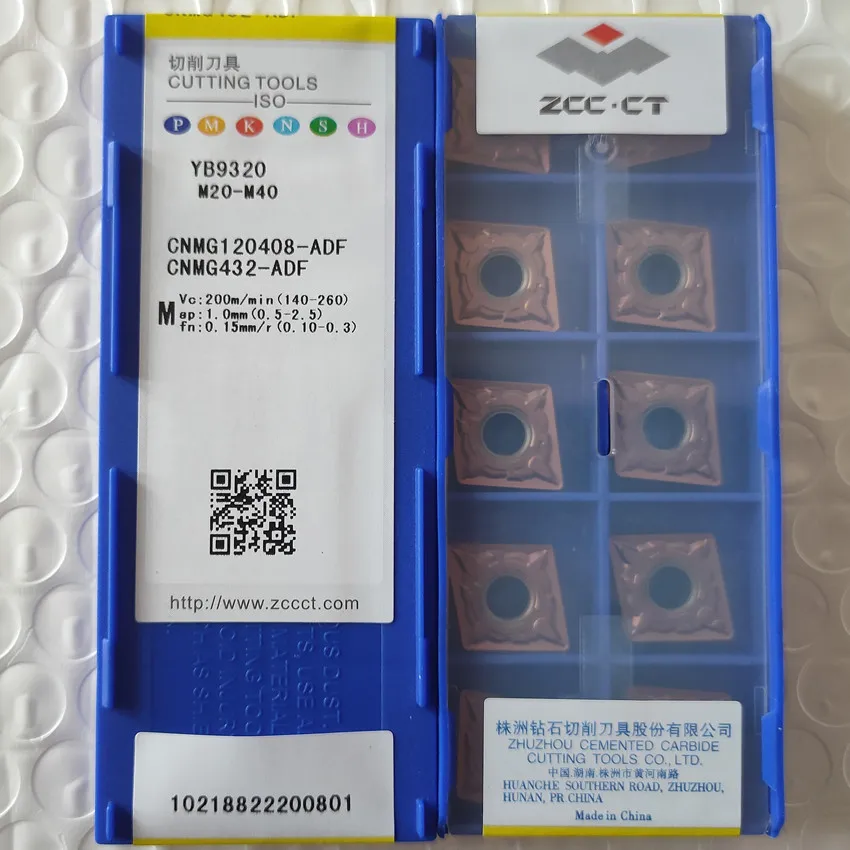 CNMG432-ADF
切削刀具
CUTTING TOOLS
ISO
P M K N S H
YB9320
M20-M40
CNMG120408-ADF
CNMG432-ADF
M
Vc:200m/min(140-260)
ap:1.0mm(0.5-2.5)
fn:0.15mm/r(0.10-0.3)
http://www.zccct.com
10218822200801
ZCC·CT
株洲钻石切削刀具股份有限公司
ZHUZHOU CEMENTED CARBIDE
CUTTING TOOLS CO., LTD.
中国.湖南.株洲市黄河南路
HUANGHE SOUTHERN ROAD, ZHUZHOU,
HUNAN, PR CHINA
Made in China